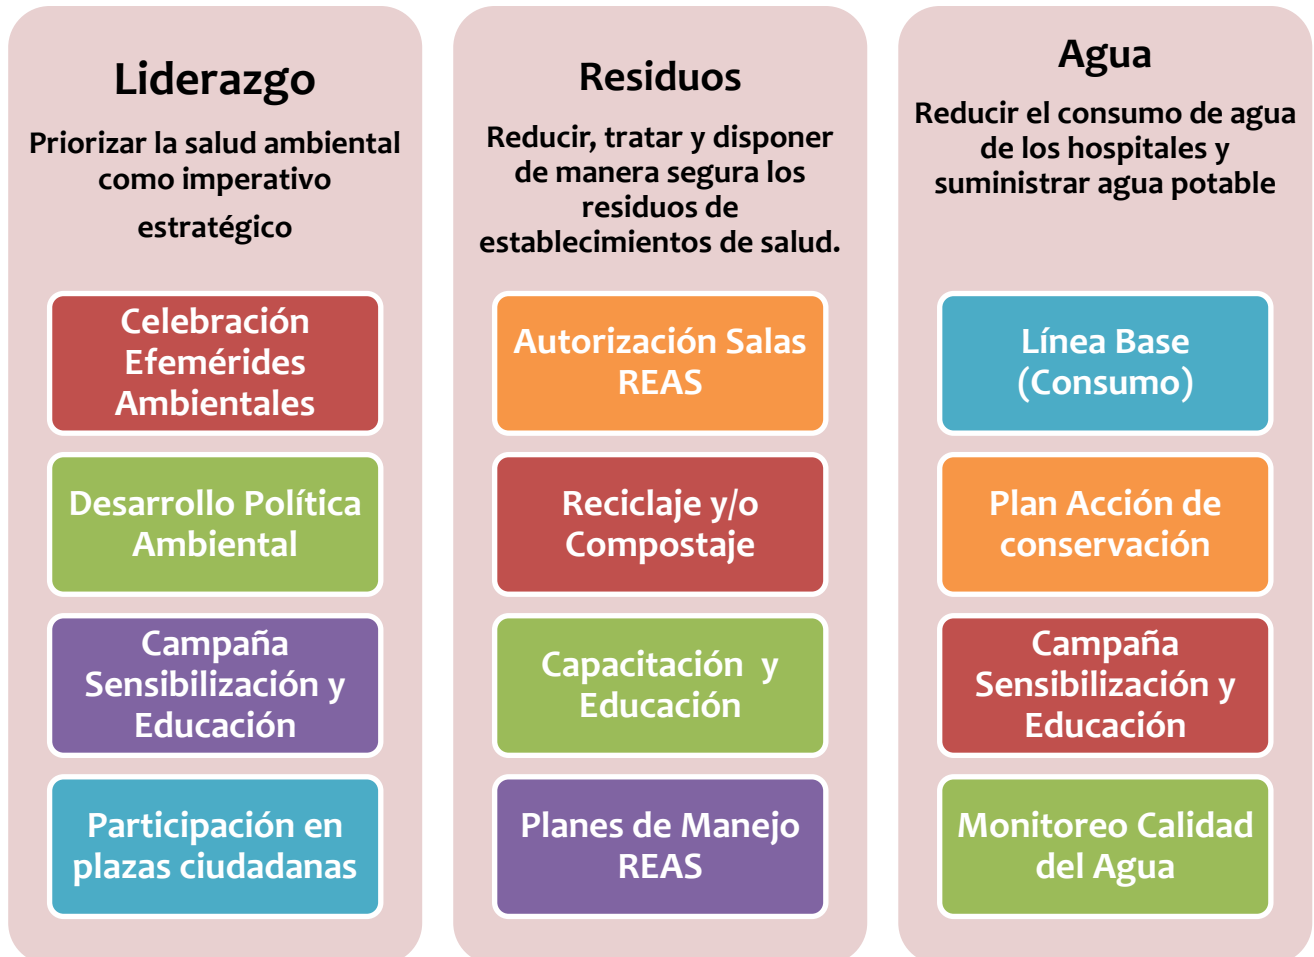 Liderazgo
Priorizar la salud ambiental
como imperativo
estratégico
Celebración
Efemérides
Ambientales
Desarrollo Política
Ambiental
Campaña
Sensibilización y
Educación
Participación en
plazas ciudadanas
Residuos
Reducir, tratar y disponer
de manera segura los
residuos de
establecimientos de salud.
Autorización Salas
REAS
Reciclaje y/o
Compostaje
Capacitación y
Educación
Planes de Manejo
REAS
Agua
Reducir el consumo de agua
de los hospitales y
suministrar agua potable
Línea Base
(Consumo)
Plan Acción de
conservación
Campaña
Sensibilización y
Educación
Monitoreo Calidad
del Agua